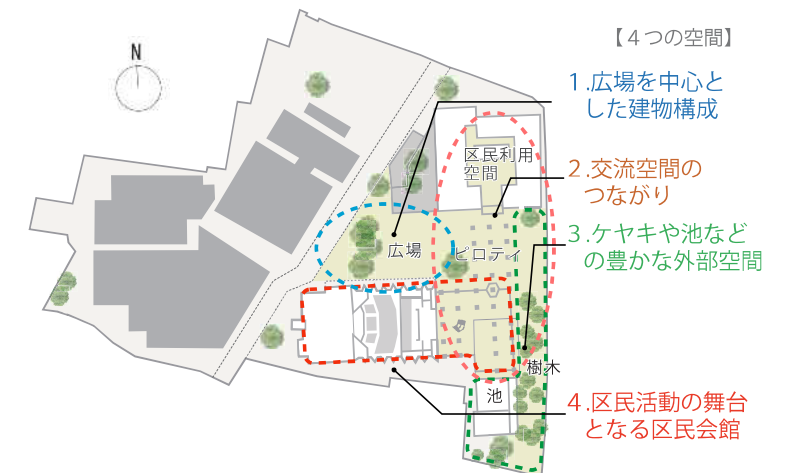 【４つの空間】
N
１.広場を中心と
した建物構成
区民利用
空間
２.交流空間の
つながり
３.ケヤキや池など
の豊かな外部空間
広場
ピロティ
樹木
池
４.区民活動の舞台
となる区民会館